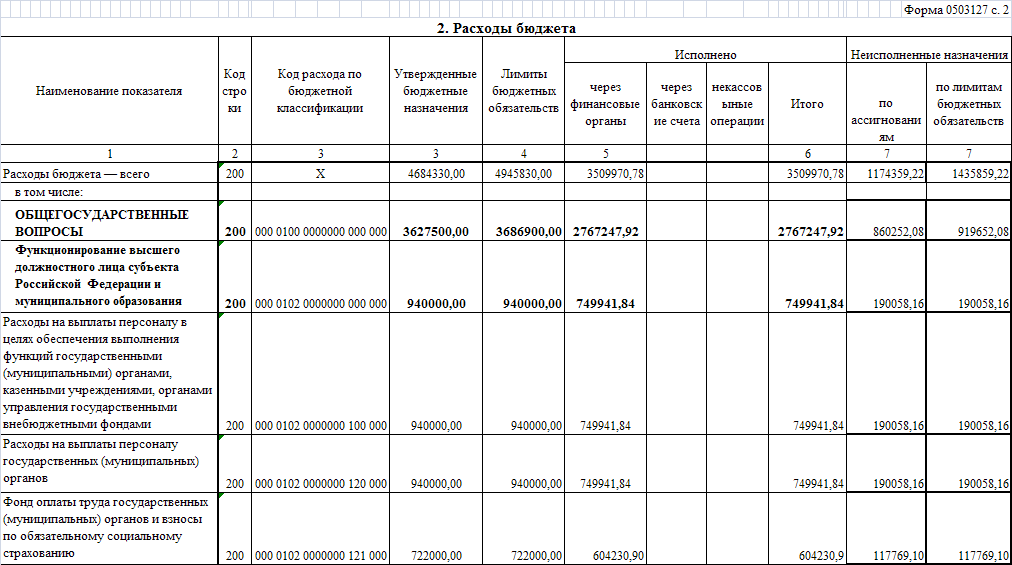 Форма 0503127 с. 2
2. Расходы бюджета
Наименование показателя
Код
стро
ки
Код расхода по
бюджетной
классификации
Утвержденные
бюджетные
назначения
Лимиты
бюджетных
обязательств
Исполнено
через
финансовые
органы
через
банковск
ие счета
некассов
ыные
операции
Итого
Неисполненные назначения
по
ассигновани
ям
по лимитам
бюджетных
обязательств
1 2 3 3 4 5 6 7 7
Расходы бюджета — всего 200 X 4684330,00 4945830,00 3509970,78 3509970,78 1174359,22 1435859,22
в том числе:
ОБЩЕГОСУДАРСТВЕННЫЕ
ВОПРОСЫ 200 000 0100 0000000 000 000 3627500,00 3686900,00 2767247,92 2767247,92 860252,08 919652,08
Функционирование высшего
должностного лица субъекта
Российской Федерации и
муниципального образования 200 000 0102 0000000 000 000 940000,00 940000,00 749941,84 749941,84 190058,16 190058,16
Расходы на выплаты персоналу в
целях обеспечения выполнения
функций государственными
(муниципальными) органами,
казенными учреждениями, органами
управления государственными
внебюджетными фондами 200 000 0102 0000000 100 000 940000,00 940000,00 749941,84 749941,84 190058,16 190058,16
Расходы на выплаты персоналу
государственных (муниципальных)
органов 200 000 0102 0000000 120 000 940000,00 940000,00 749941,84 749941,84 190058,16 190058,16
Фонд оплаты труда государственных
(муниципальных) органов и взносы
по обязательному социальному
страхованию 200 000 0102 0000000 121 000 722000,00 722000,00 604230,90 604230,9 117769,10 117769,10